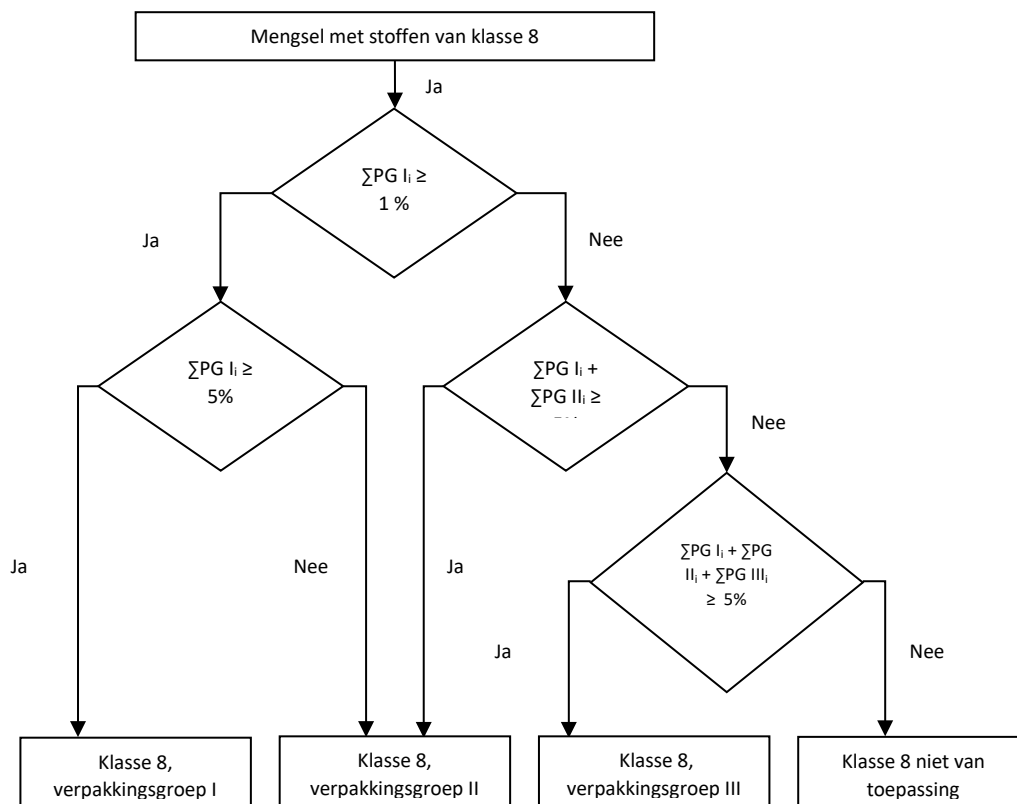 Mengsel met stoffen van klasse 8
Ja
∑PG Iᵢ ≥
1 %
Ja
Nee
∑PG Iᵢ ≥
5%
∑PG Iᵢ +
∑PG IIᵢ ≥
Nee
∑PG Iᵢ + ∑PG
IIᵢ + ∑PG IIIᵢ
≥ 5%
Ja
Nee
Ja
Ja
Nee
Klasse 8,
verpakkingsgroep I
Klasse 8,
verpakkingsgroep II
Klasse 8,
verpakkingsgroep III
Klasse 8 niet van
toepassing